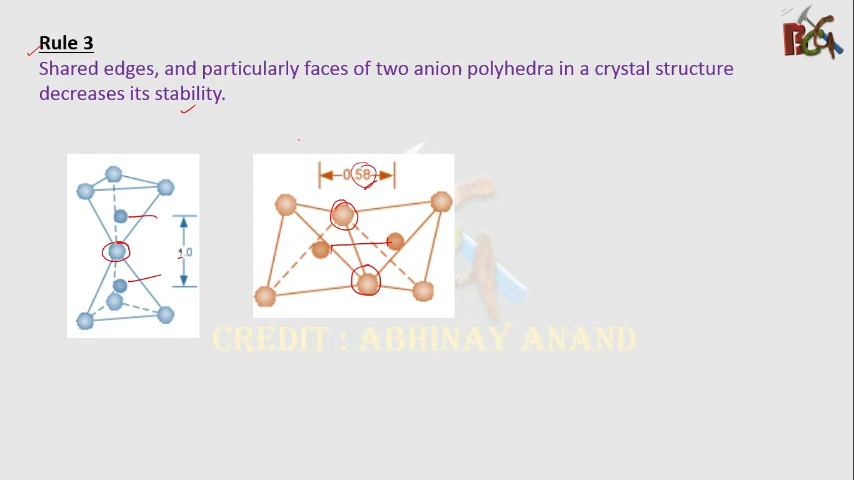 Rule 3
Shared edges, and particularly faces of two anion polyhedra in a crystal structure
decreases its stability.
0.58
1.0
CREDIT : ABHINAY ANAND